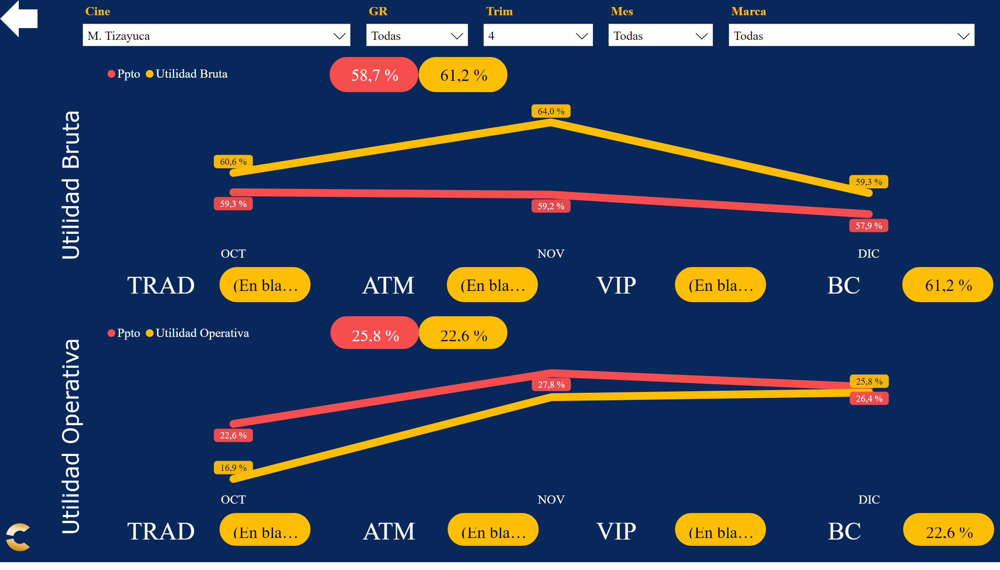 Cine GR Trim Mes Marca
M. Tizayuca Todas 4 Todas Todas
Ppto Utilidad Bruta 58,7 % 61,2 %
Utilidad Bruta
64,0 %
60,6 %
59,3 %
59,3 %
59,2 %
57,9 %
OCT NOV DIC
TRAD (En bla… ATM (En bla… VIP (En bla… BC 61,2 %
Ppto Utilidad Operativa 25,8 % 22,6 %
Utilidad Operativa
27,8 %
25,8 %
26,4 %
22,6 %
16,9 %
OCT NOV DIC
TRAD (En bla… ATM (En bla… VIP (En bla… BC 22,6 %